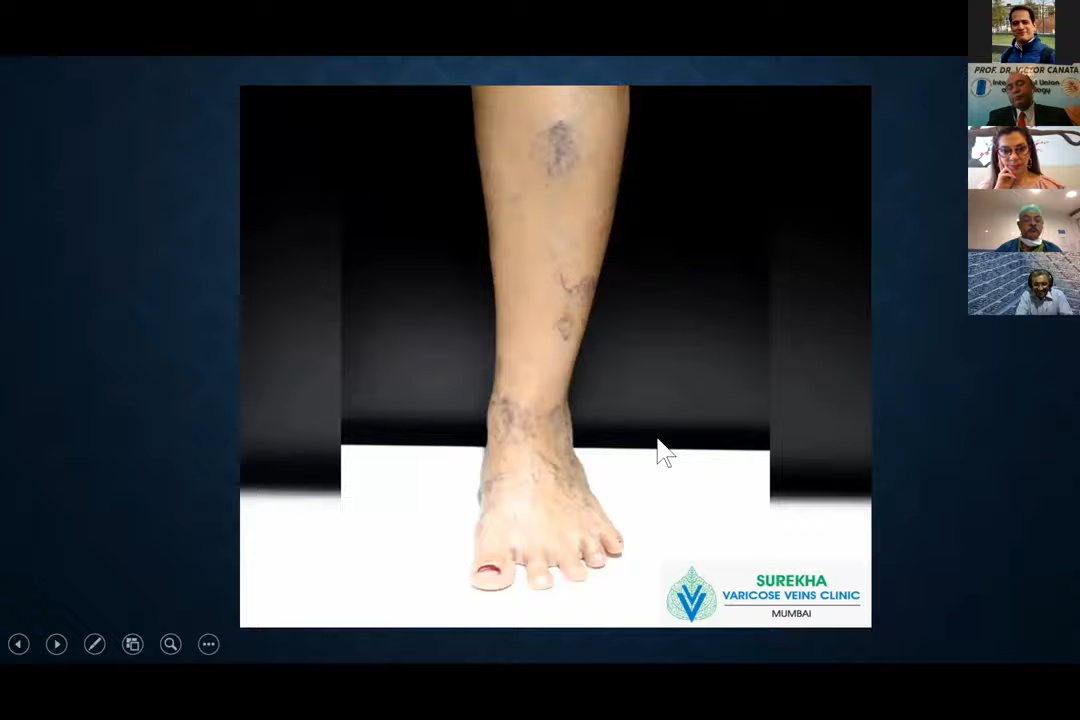 PROF. DR. VICTOR CANATA
SUREKHA
VARICOSE VEINS CLINIC
MUMBAI